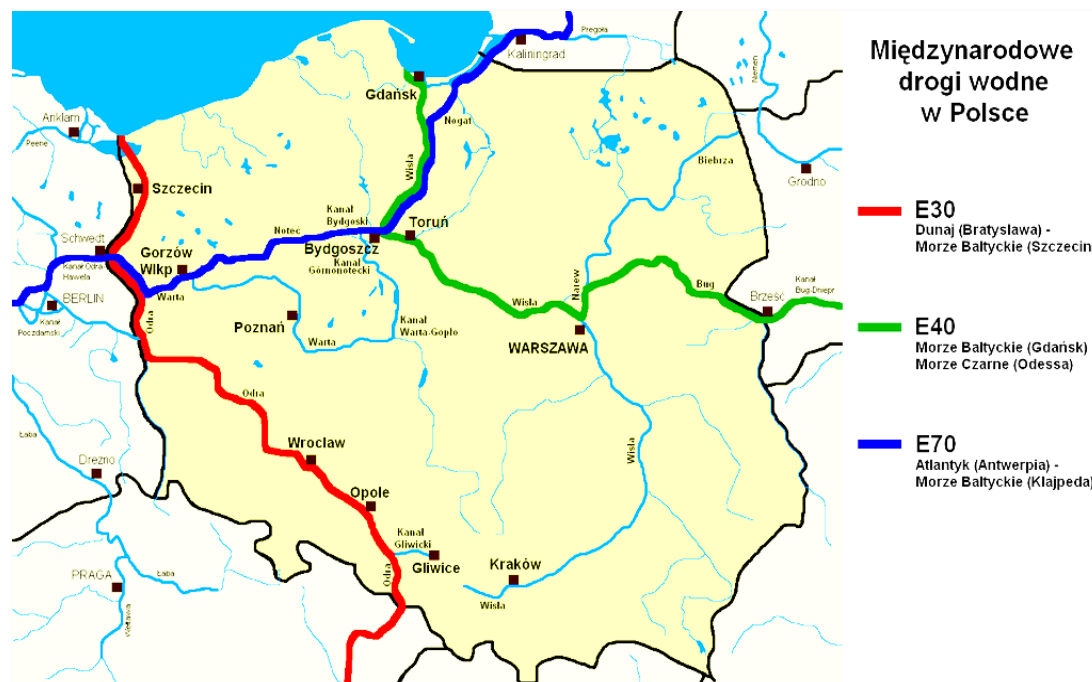 Międzynarodowe
drogi wodne
w Polsce
E30
Dunaj (Bratysława) -
Morze Bałtyckie (Szczecin
E40
Morze Bałtyckie (Gdańsk)
Morze Czarne (Odessa)
E70
Atlantyk (Antwerpia) -
Morze Bałtyckie (Kłajpeda)
Pregoła
Kaliningrad
Niemen
Gdańsk
Nogat
Anklam
Peene
Wisła
Biebrza
Grodno
Szczecin
Kanał
Bydgoski
Toruń
Noteć
Bydgoszcz
Schwedt
Gorzów
Wlkp
Kanał
Górnonotecki
Kanał Odra-
Hawela
Warta
BERLIN
Kanał
Poczdamski
Odra
Poznań
Warta
Kanał
Warta-Gopło
Wisła
Narew
Bug
Brześć
Kanał
Bug-Dniepr
WARSZAWA
Odra
Łaba
Wrocław
Wisła
Drezno
Opole
Kanał
Gliwicki
Gliwice
Odra
Kraków
Wisła
PRAGA
Łaba
Wełtawa